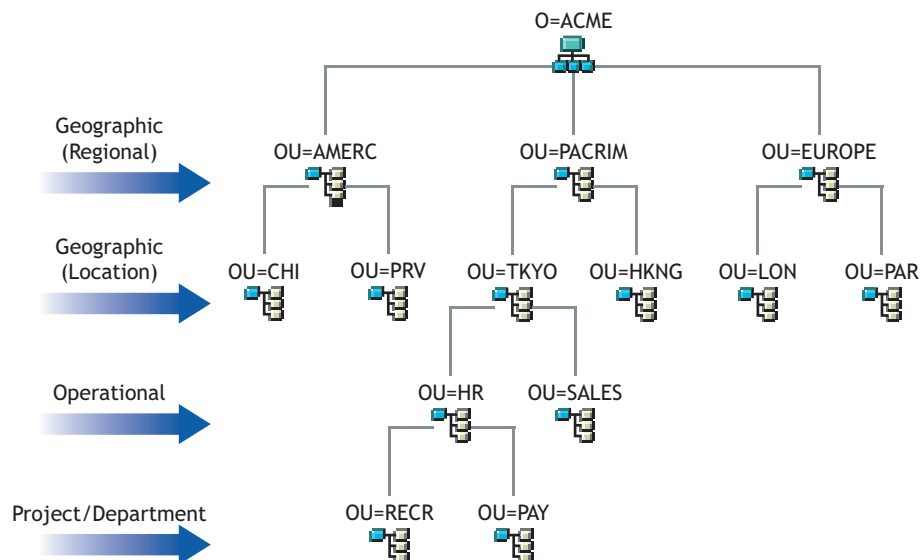 O=ACME
Geographic
(Regional)
OU=AMERC
OU=PACRIM
OU=EUROPE
Geographic
(Location)
OU=CHI
OU=PRV
OU=TKYO
OU=HKNG
OU=LON
OU=PAR
Operational
OU=HR
OU=SALES
Project/Department
OU=RECR
OU=PAY